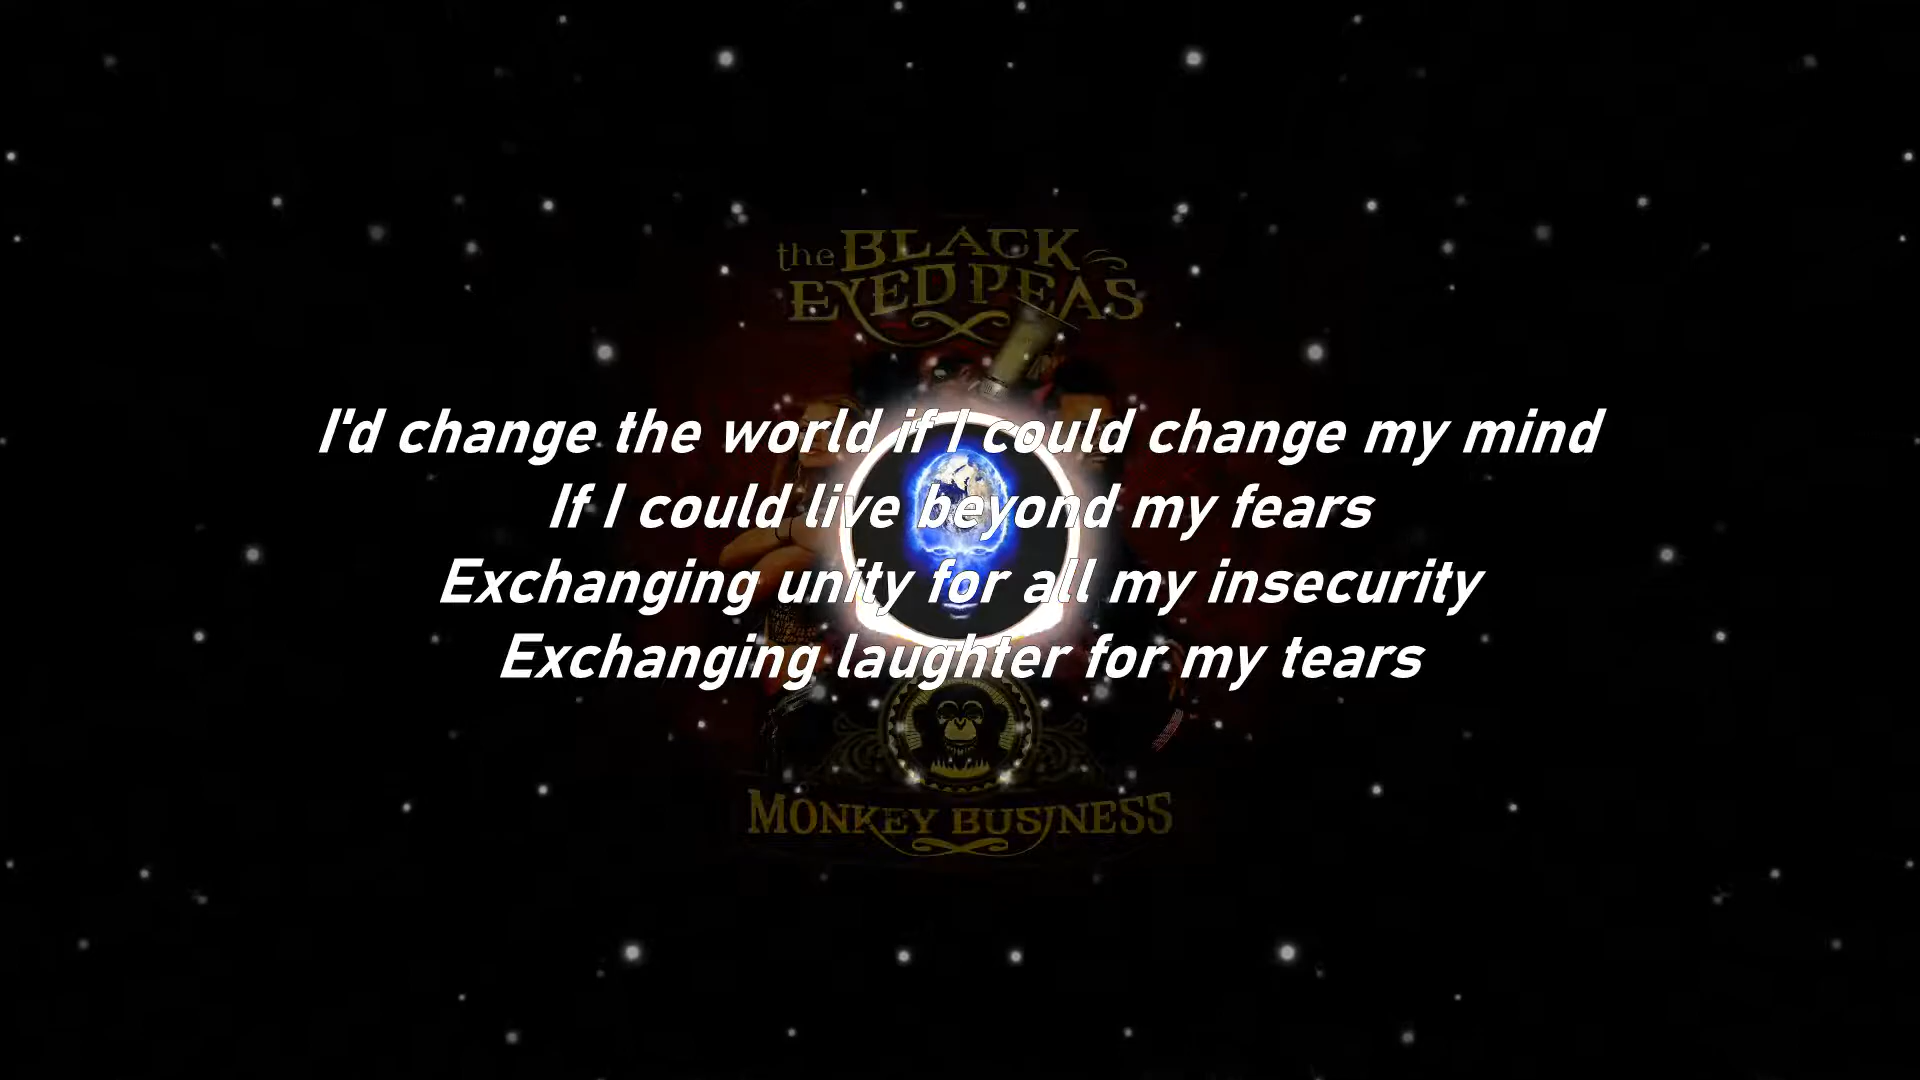 the BLACK
EYED PEAS
I'd change the world if I could change my mind
If I could live beyond my fears
Exchanging unity for all my insecurity
Exchanging laughter for my tears
MONKEY BUSINESS